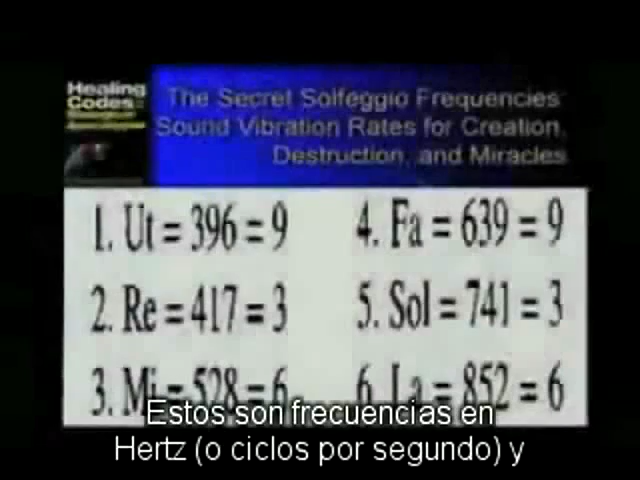 Healing
Codes
The Secret Solfeggio Frequencies:
Sound Vibration Rates for Creation,
Destruction, and Miracles
1. Ut = 396 = 9
2. Re = 417 = 3
3. Mi = 528 = 6
4. Fa = 639 = 9
5. Sol = 741 = 3
6. La = 852 = 6
Estos son frecuencias en
Hertz (o ciclos por segundo) y